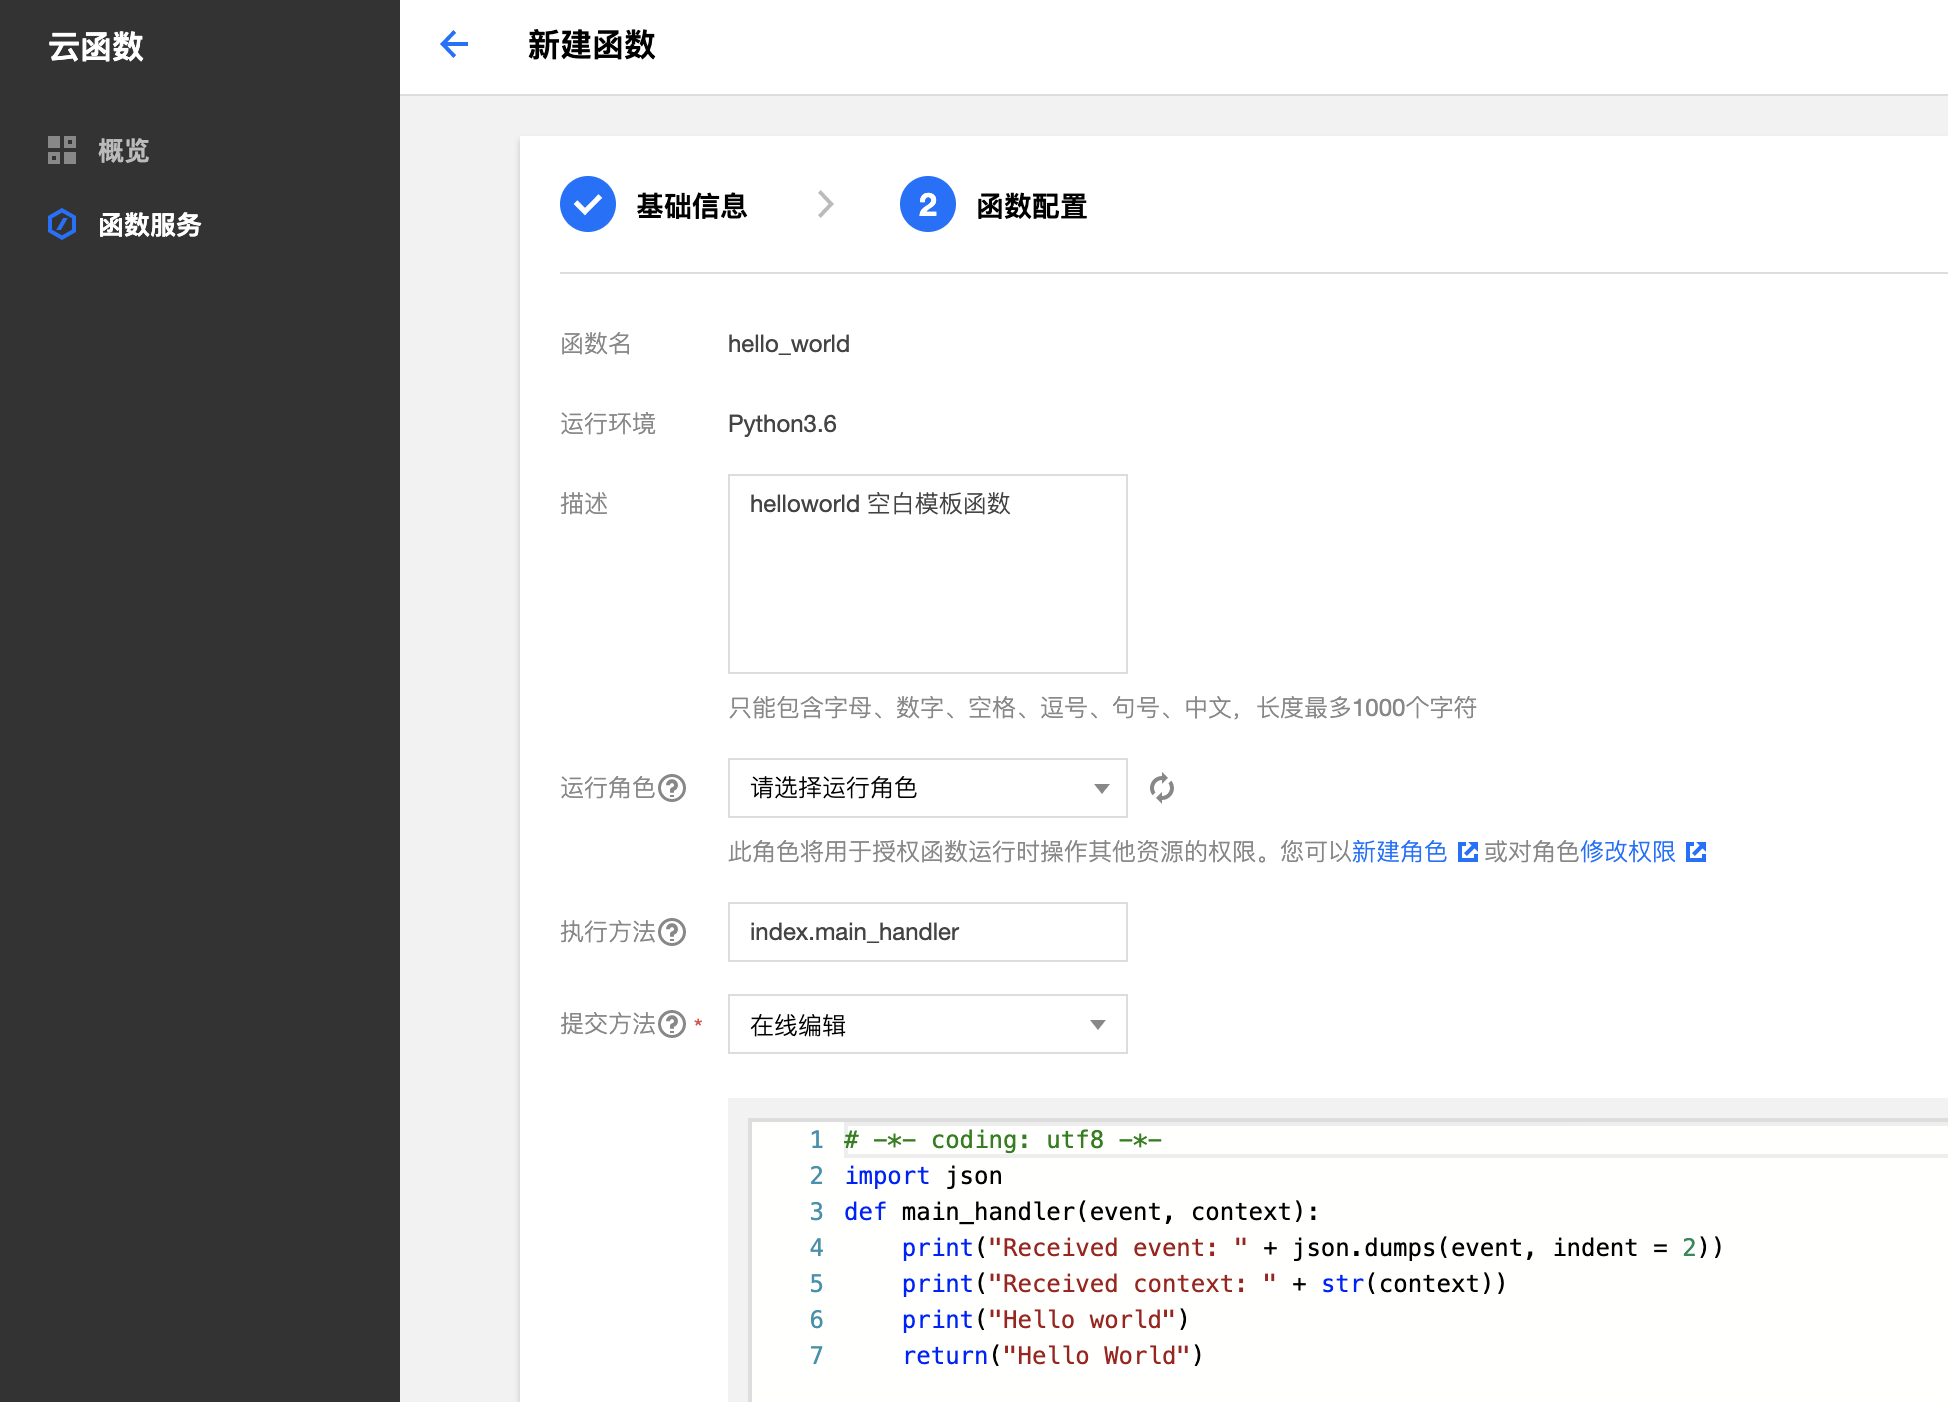 云函数
概览
函数服务
新建函数
基础信息
2 函数配置
函数名 hello_world
运行环境 Python3.6
描述 helloworld 空白模板函数
只能包含字母、数字、空格、逗号、句号、中文，长度最多1000个字符
运行角色? 请选择运行角色
此角色将用于授权函数运行时操作其他资源的权限。您可以新建角色 或对角色修改权限
执行方法? index.main_handler
提交方法? * 在线编辑
1 # -*- coding: utf8 -*-
2 import json
3 def main_handler(event, context):
4     print("Received event: " + json.dumps(event, indent = 2))
5     print("Received context: " + str(context))
6     print("Hello world")
7     return("Hello World")